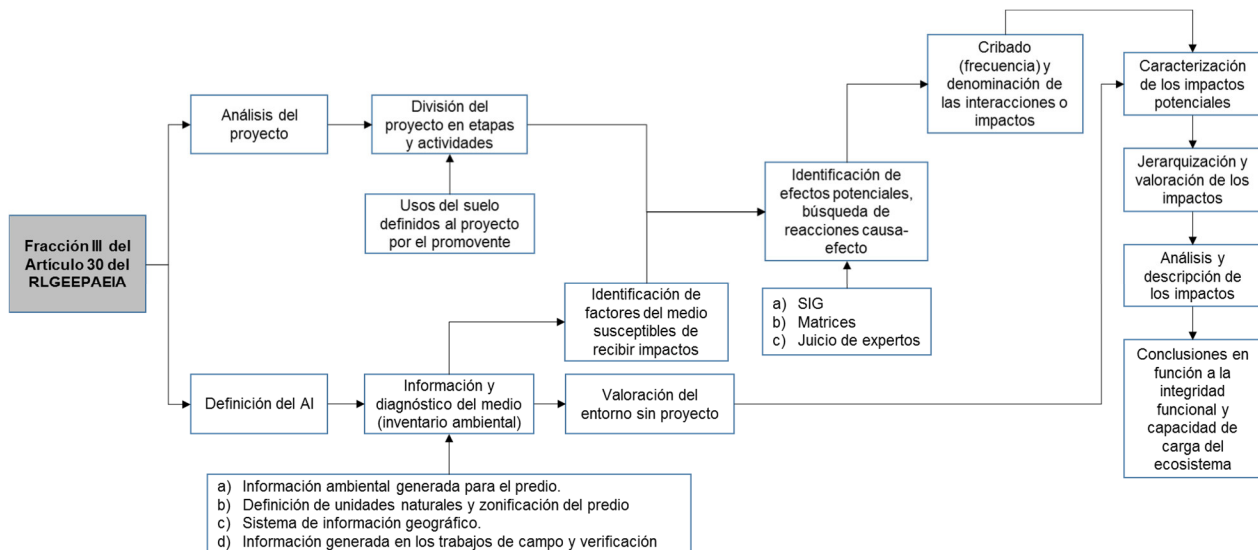 Cribado
(frecuencia) y
denominación de
las interacciones o
impactos
Caracterización
de los impactos
potenciales
Análisis del
proyecto
División del
proyecto en etapas
y actividades
Jerarquización y
valoración de los
impactos
Identificación de
efectos potenciales,
búsqueda de
reacciones causa-
efecto
Usos del suelo
definidos al proyecto
por el promovente
Fracción III del
Artículo 30 del
RLGEEPAEIA
Análisis y
descripción de
los impactos
Identificación de
factores del medio
susceptibles de
recibir impactos
a) SIG
b) Matrices
c) Juicio de expertos
Conclusiones en
función a la
integridad
funcional y
capacidad de
carga del
ecosistema
Definición del AI
Información y
diagnóstico del medio
(inventario ambiental)
Valoración del
entorno sin proyecto
a) Información ambiental generada para el predio.
b) Definición de unidades naturales y zonificación del predio
c) Sistema de información geográfico.
d) Información generada en los trabajos de campo y verificación